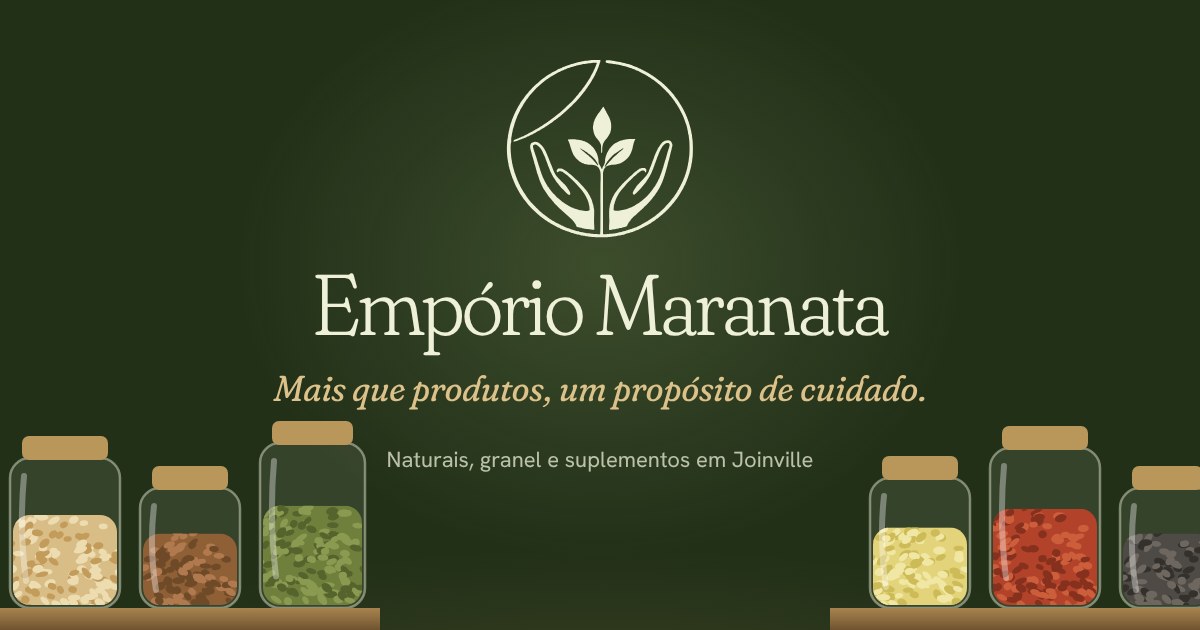 Empório Maranata
Mais que produtos, um propósito de cuidado.
Naturais, granel e suplementos em Joinville